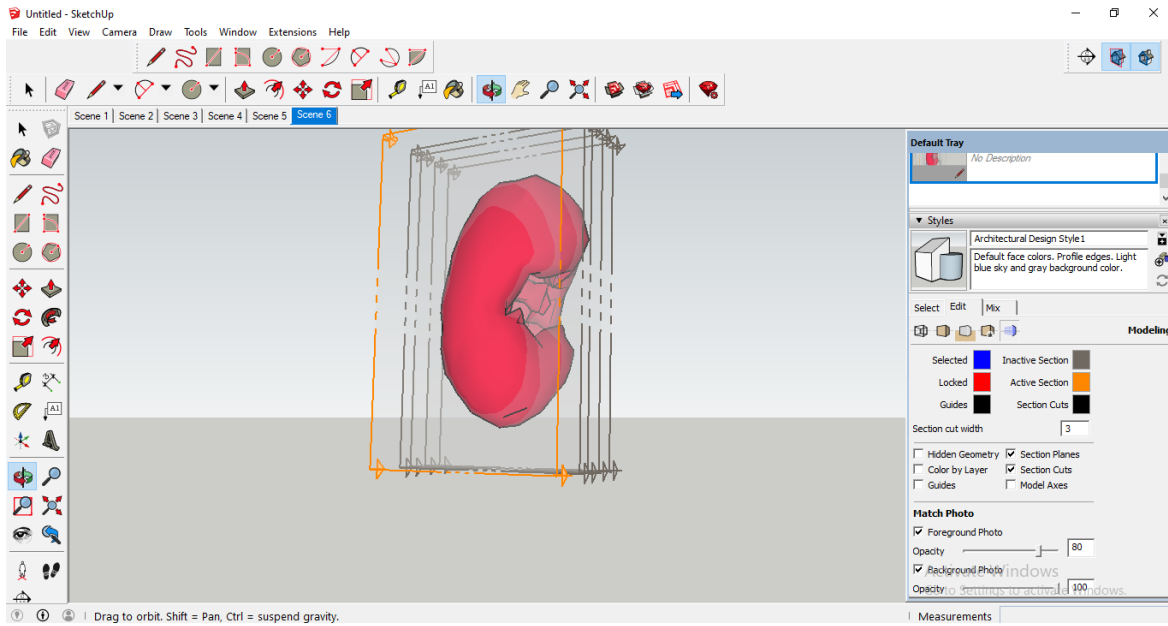 Untitled - SketchUp
File Edit View Camera Draw Tools Window Extensions Help
A1
Scene 1 Scene 2 Scene 3 Scene 4 Scene 5 Scene 6
Default Tray
No Description
Styles
Architectural Design Style1
Default face colors. Profile edges. Light
blue sky and gray background color.
Select Edit Mix
Modeling
Selected Inactive Section
Locked Active Section
Guides Section Cuts
Section cut width 3
Hidden Geometry Section Planes
Color by Layer Section Cuts
Guides Model Axes
A1
Match Photo
Foreground Photo
Opacity 80
Background Photo
Activate Windows
Opacity 100
Go to Settings to activate Windows.
Drag to orbit. Shift = Pan, Ctrl = suspend gravity.
Measurements